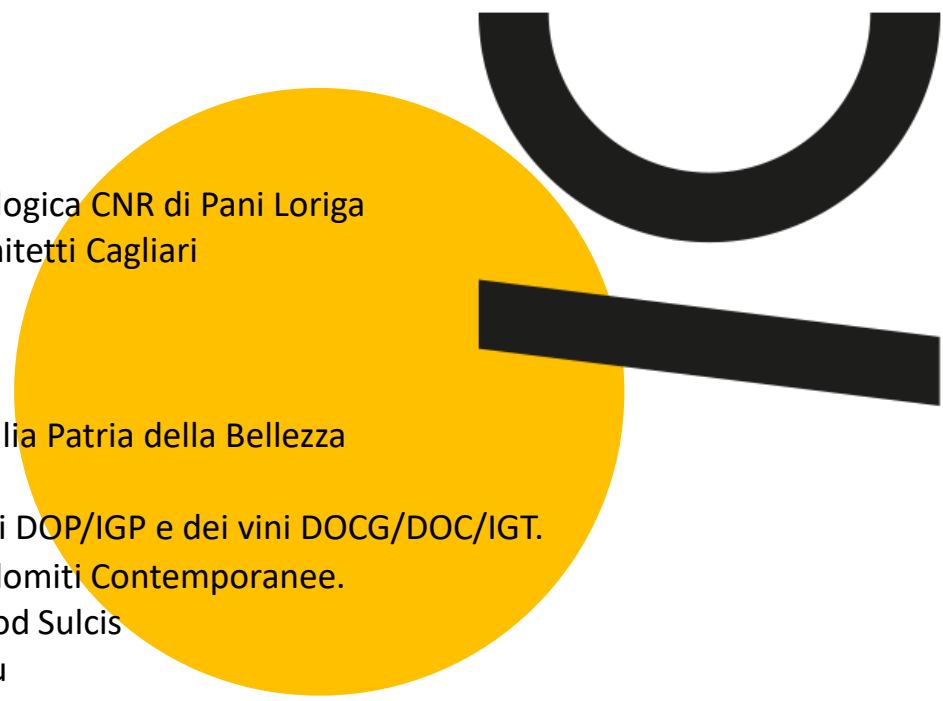 logica CNR di Pani Loriga
itetti Cagliari
lia Patria della Bellezza
i DOP/IGP e dei vini DOCG/DOC/IGT.
lomiti Contemporanee.
od Sulcis